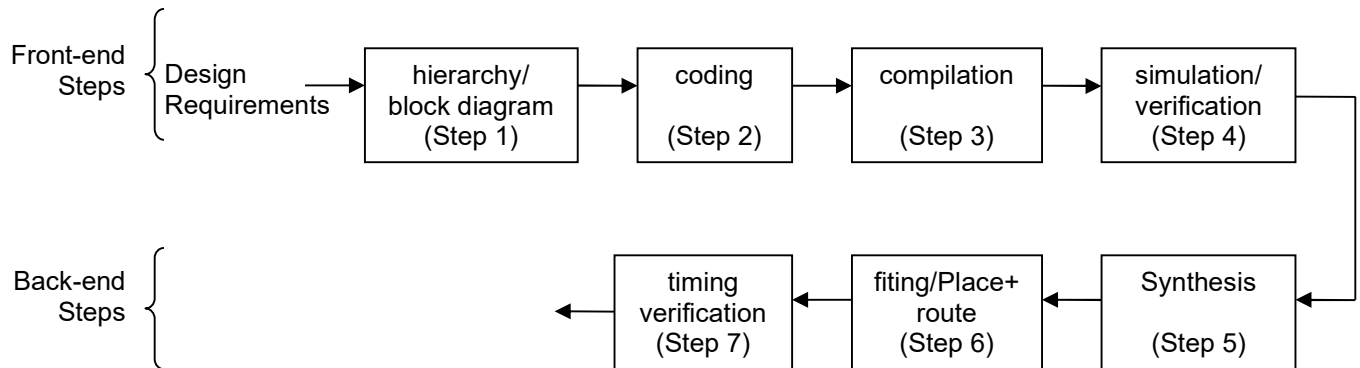 Front-end
Steps
Design
Requirements
hierarchy/
block diagram
(Step 1)
coding
(Step 2)
compilation
(Step 3)
simulation/
verification
(Step 4)
Back-end
Steps
timing
verification
(Step 7)
fiting/Place+
route
(Step 6)
Synthesis
(Step 5)